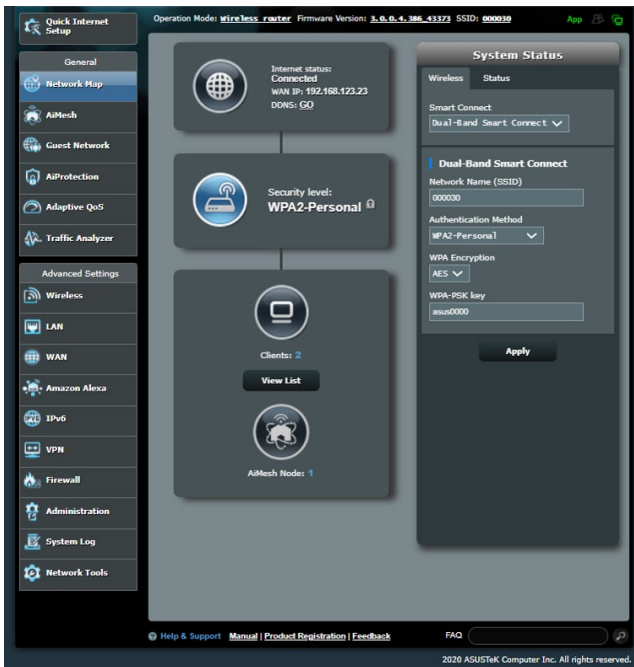 Quick Internet
Setup
Operation Mode: Wireless router Firmware Version: 3.0.0.4.386_43373 SSID: 000030
App
General
Network Map
AiMesh
Guest Network
AiProtection
Adaptive QoS
Traffic Analyzer
Advanced Settings
Wireless
LAN
WAN
Amazon Alexa
IPv6
VPN
Firewall
Administration
System Log
Network Tools
Internet status:
Connected
WAN IP: 192.168.123.23
DDNS: GO
Security level:
WPA2-Personal
Clients: 2
View List
AiMesh Node: 1
System Status
Wireless Status
Smart Connect
Dual-Band Smart Connect
Dual-Band Smart Connect
Network Name (SSID)
000030
Authentication Method
WPA2-Personal
WPA Encryption
AES
WPA-PSK key
asus0000
Apply
Help & Support Manual | Product Registration | Feedback
FAQ
2020 ASUSTeK Computer Inc. All rights reserved.